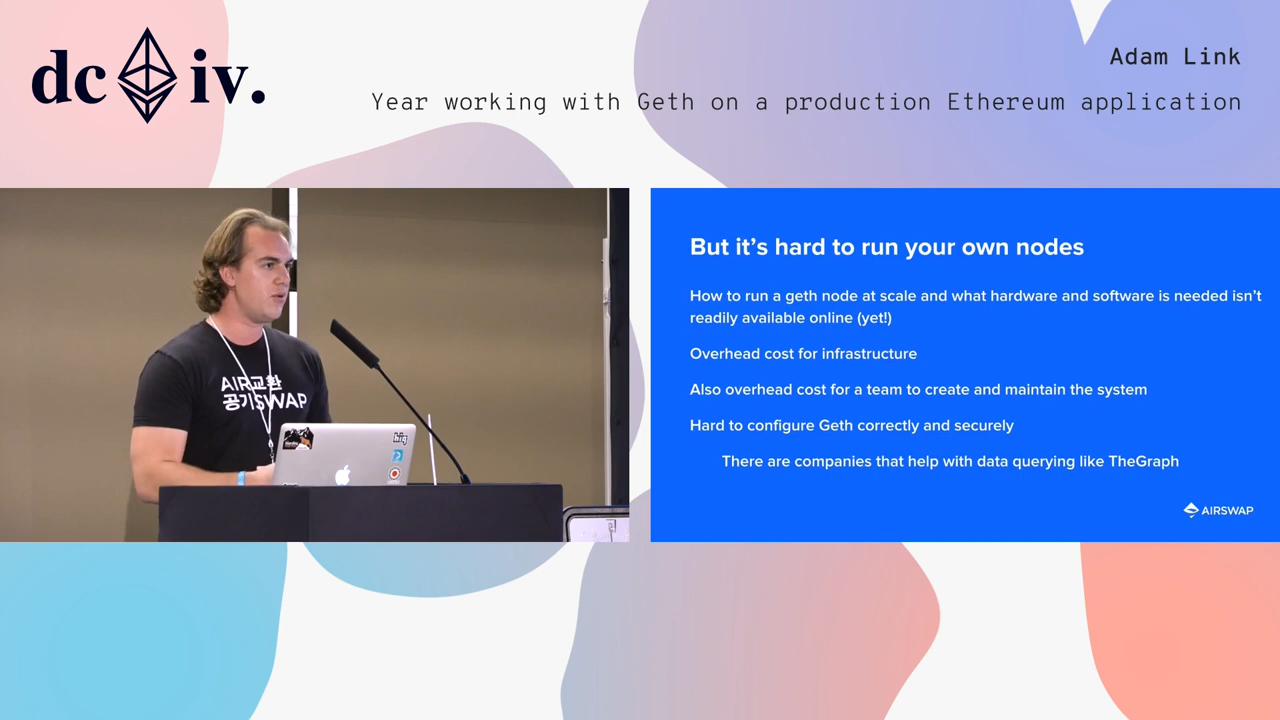 dc iv.
Adam Link
Year working with Geth on a production Ethereum application
AIR교환
공기SWAP
hig
But it’s hard to run your own nodes
How to run a geth node at scale and what hardware and software is needed isn’t
readily available online (yet!)
Overhead cost for infrastructure
Also overhead cost for a team to create and maintain the system
Hard to configure Geth correctly and securely
There are companies that help with data querying like TheGraph
AIRSWAP